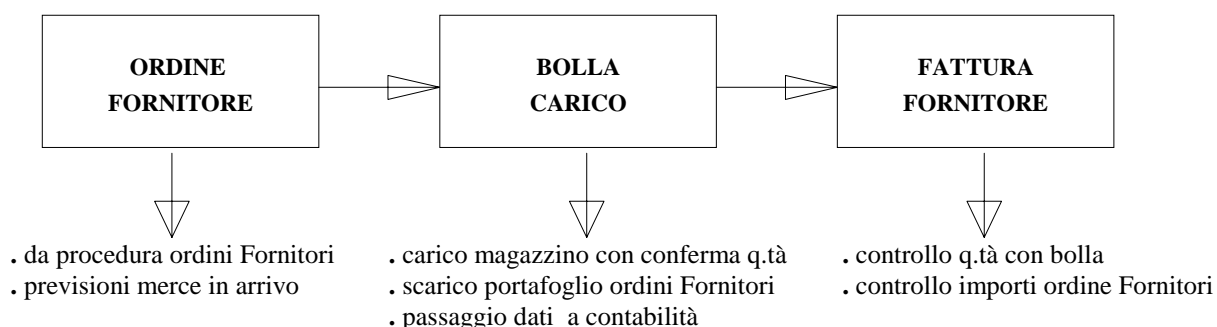 ORDINE
FORNITORE
BOLLA
CARICO
FATTURA
FORNITORE
. da procedura ordini Fornitori
. previsioni merce in arrivo
. carico magazzino con conferma q.tà
. scarico portafoglio ordini Fornitori
. passaggio dati a contabilità
. controllo q.tà con bolla
. controllo importi ordine Fornitori